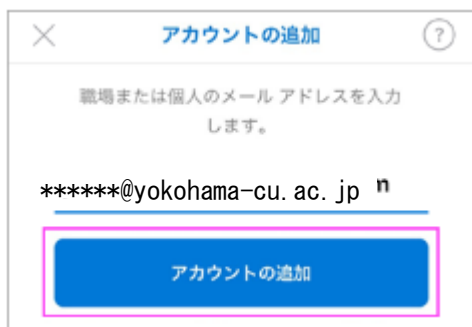 アカウントの追加 ?
職場または個人のメール アドレスを入力
します。
******@yokohama-cu.ac.jp n
アカウントの追加